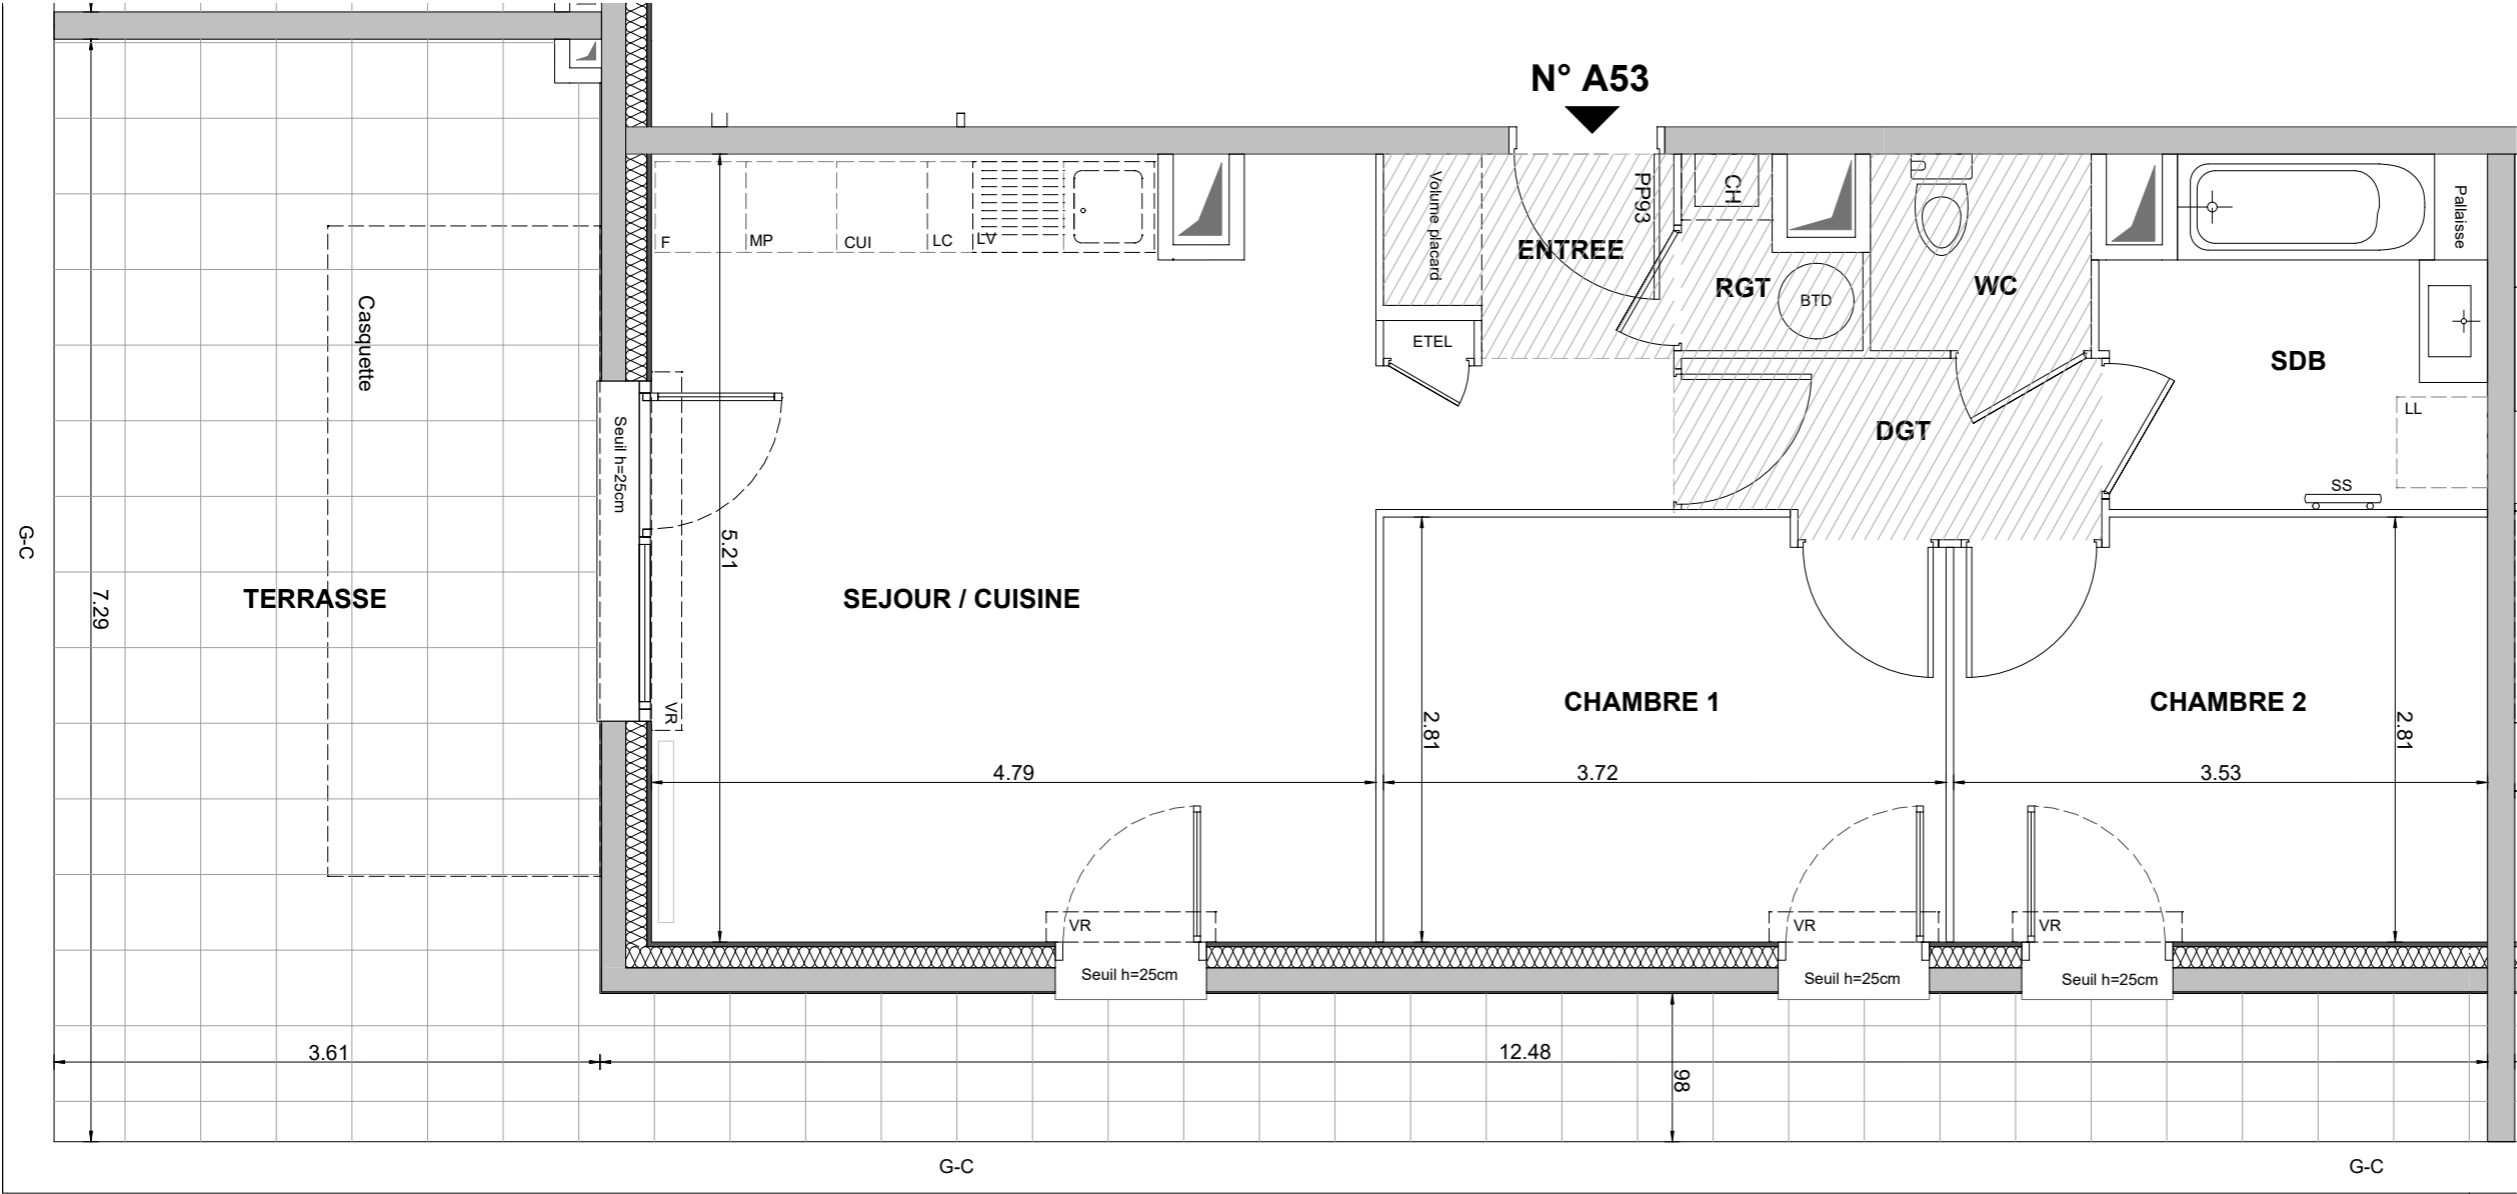 N° A53
Volume placard
PP93
CH
Pallaisse
F
MP
CUI
LC
LV
ENTREE
RGT
BTD
WC
SDB
Casquette
ETEL
LL
DGT
Seuil h=25cm
SS
G-C
5.21
7.29
TERRASSE
SEJOUR / CUISINE
CHAMBRE 1
CHAMBRE 2
VR
2.81
2.81
4.79
3.72
3.53
VR
VR
VR
Seuil h=25cm
Seuil h=25cm
Seuil h=25cm
3.61
12.48
98
G-C
G-C